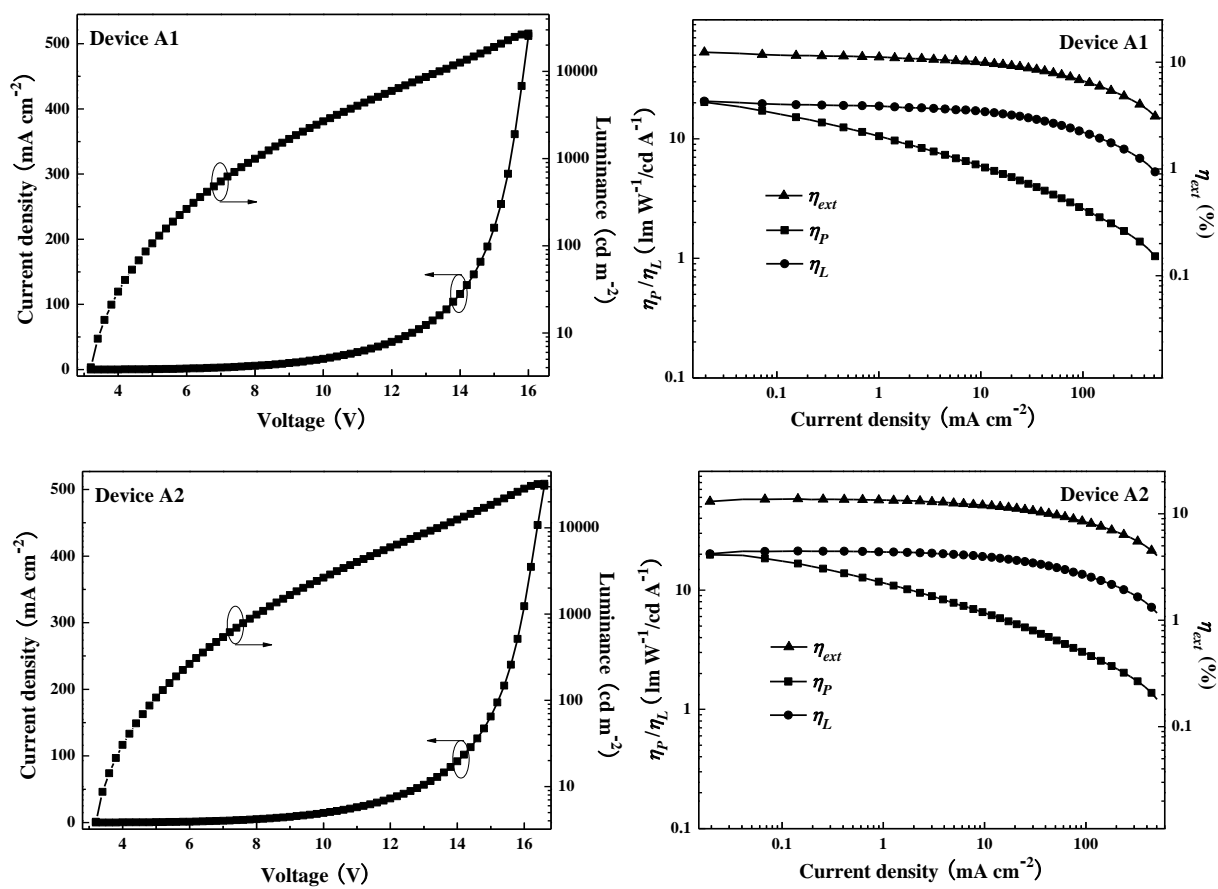 Device A1
Current density (mA cm⁻²)
500
400
300
200
100
0
4 6 8 10 12 14 16
Voltage (V)
10000
1000
100
10
Luminance (cd m⁻²)
Device A1
η_P/η_L (lm W⁻¹/cd A⁻¹)
10
1
0.1
η_ext
η_P
η_L
0.1 1 10 100
Current density (mA cm⁻²)
10
1
0.1
η_ext (%)
Device A2
Current density (mA cm⁻²)
500
400
300
200
100
0
4 6 8 10 12 14 16
Voltage (V)
10000
1000
100
10
Luminance (cd m⁻²)
Device A2
η_P/η_L (lm W⁻¹/cd A⁻¹)
10
1
0.1
η_ext
η_P
η_L
0.1 1 10 100
Current density (mA cm⁻²)
10
1
0.1
η_ext (%)